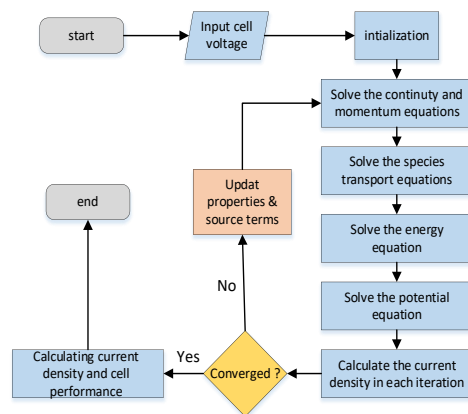 start
Input cell
voltage
intialization
Solve the continuty and
momentum equations
Solve the species
transport equations
Updat
properties &
source terms
end
Solve the energy
equation
Solve the potential
equation
No
Yes
Calculating current
density and cell
performance
Converged ?
Calculate the current
density in each iteration